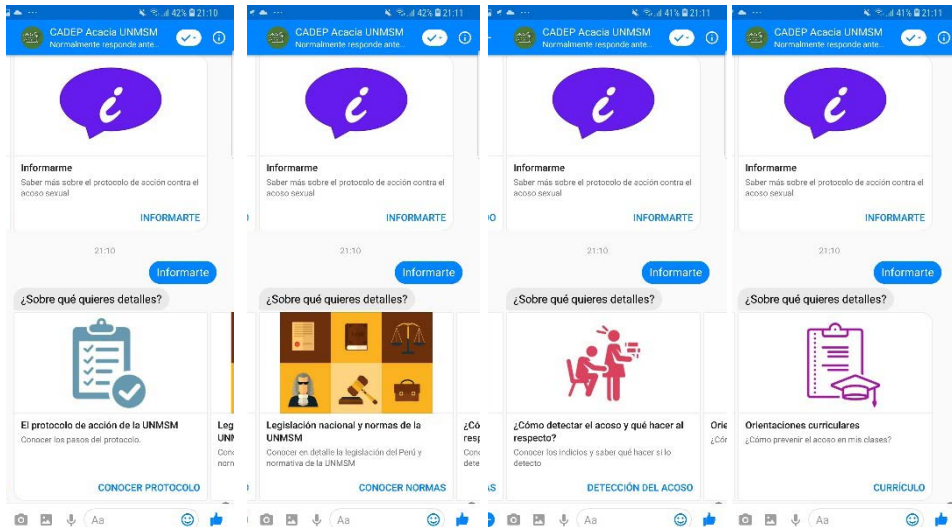 42% 21:10
CADEP Acacia UNMSM
Normalmente responde ante...
Informarme
Saber más sobre el protocolo de acción contra el
acoso sexual
INFORMARTE
21:10
Informarte
¿Sobre qué quieres detalles?
El protocolo de acción de la UNMSM
Conocer los pasos del protocolo.
CONOCER PROTOCOLO
Leg
UNM
Aa
42% 21:11
CADEP Acacia UNMSM
Normalmente responde ante...
Informarme
Saber más sobre el protocolo de acción contra el
acoso sexual
INFORMARTE
21:10
Informarte
¿Sobre qué quieres detalles?
Legislación nacional y normas de la
UNMSM
Conocer en detalle la legislación del Perú y
normativa de la UNMSM
CONOCER NORMAS
¿Có
resp
Aa
41% 21:11
CADEP Acacia UNMSM
Normalmente responde ante...
Informarme
Saber más sobre el protocolo de acción contra el
acoso sexual
INFORMARTE
21:10
Informarte
¿Sobre qué quieres detalles?
¿Cómo detectar el acoso y qué hacer al
respecto?
Conocer los indicios y saber qué hacer si lo
detecto
DETECCIÓN DEL ACOSO
Orie
¿Cór
Aa
41% 21:11
CADEP Acacia UNMSM
Normalmente responde ante...
Informarme
Saber más sobre el protocolo de acción contra el
acoso sexual
INFORMARTE
21:10
Informarte
¿Sobre qué quieres detalles?
Orientaciones curriculares
¿Cómo prevenir el acoso en mis clases?
CURRÍCULO
Aa